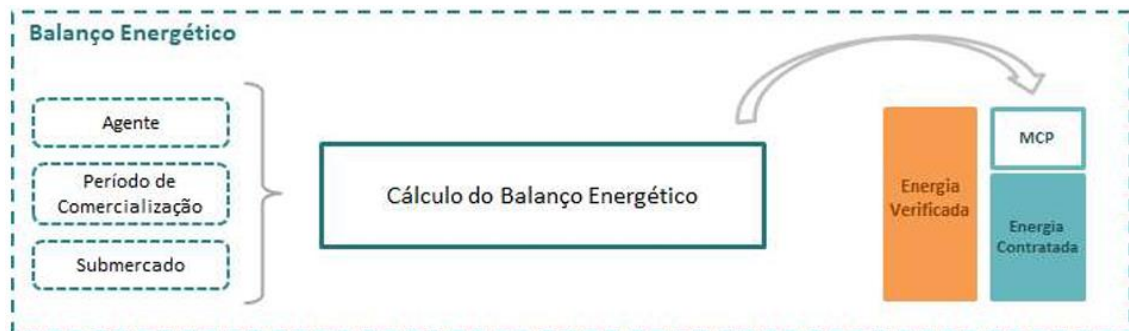 Balanço Energético
Agente
Período de
Comercialização
Submercado
Cálculo do Balanço Energético
Energia
Verificada
MCP
Energia
Contratada